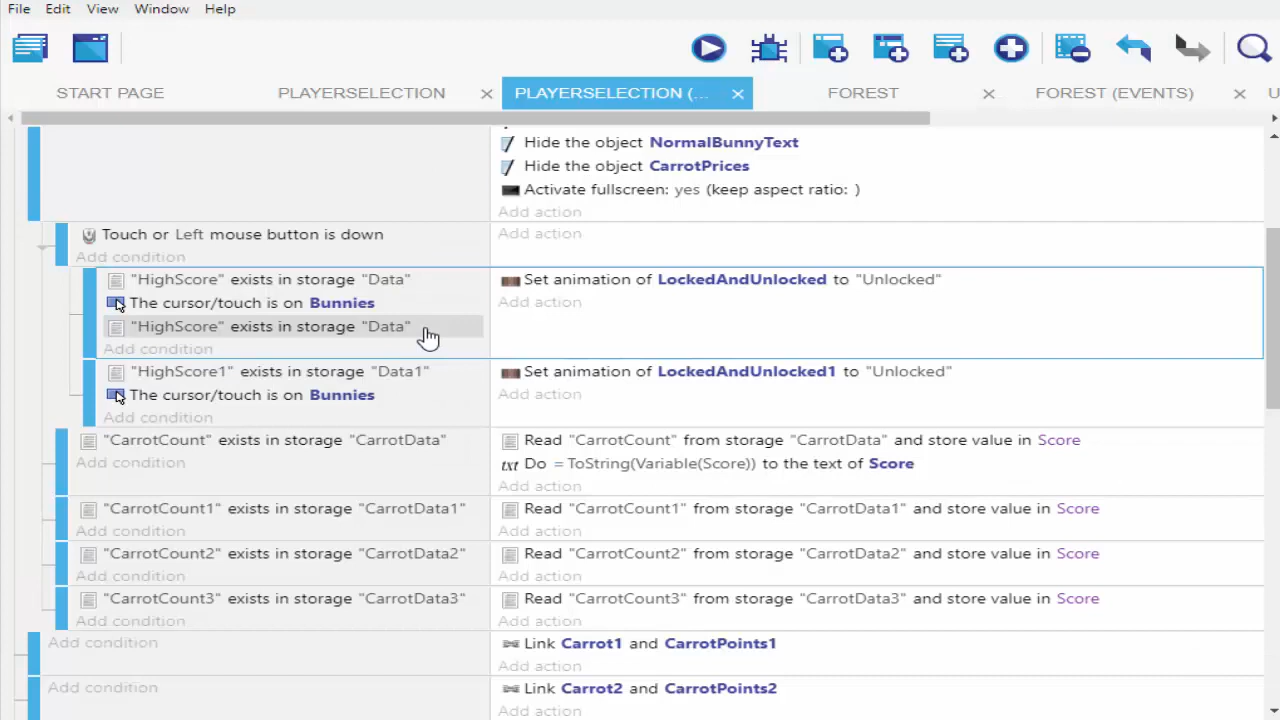 File Edit View Window Help
START PAGE PLAYERSELECTION PLAYERSELECTION (... FOREST FOREST (EVENTS) U
Hide the object NormalBunnyText
Hide the object CarrotPrices
Activate fullscreen: yes (keep aspect ratio: )
Add action
Touch or Left mouse button is down
Add condition
Add action
"HighScore" exists in storage "Data"
The cursor/touch is on Bunnies
"HighScore" exists in storage "Data"
Add condition
Set animation of LockedAndUnlocked to "Unlocked"
Add action
"HighScore1" exists in storage "Data1"
The cursor/touch is on Bunnies
Add condition
Set animation of LockedAndUnlocked1 to "Unlocked"
Add action
"CarrotCount" exists in storage "CarrotData"
Add condition
Read "CarrotCount" from storage "CarrotData" and store value in Score
txt Do =ToString(Variable(Score)) to the text of Score
Add action
"CarrotCount1" exists in storage "CarrotData1"
Add condition
Read "CarrotCount1" from storage "CarrotData1" and store value in Score
Add action
"CarrotCount2" exists in storage "CarrotData2"
Add condition
Read "CarrotCount2" from storage "CarrotData2" and store value in Score
Add action
"CarrotCount3" exists in storage "CarrotData3"
Add condition
Read "CarrotCount3" from storage "CarrotData3" and store value in Score
Add action
Add condition
Link Carrot1 and CarrotPoints1
Add action
Add condition
Link Carrot2 and CarrotPoints2
Add action